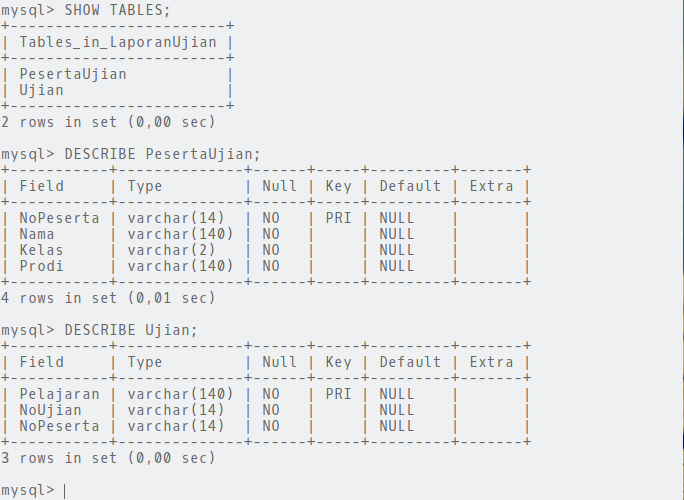 mysql> SHOW TABLES;
+------------------------+
| Tables_in_LaporanUjian |
+------------------------+
| PesertaUjian           |
| Ujian                  |
+------------------------+
2 rows in set (0,00 sec)

mysql> DESCRIBE PesertaUjian;
+-----------+--------------+------+-----+---------+-------+
| Field     | Type         | Null | Key | Default | Extra |
+-----------+--------------+------+-----+---------+-------+
| NoPeserta | varchar(14)  | NO   | PRI | NULL    |       |
| Nama      | varchar(140) | NO   |     | NULL    |       |
| Kelas     | varchar(2)   | NO   |     | NULL    |       |
| Prodi     | varchar(140) | NO   |     | NULL    |       |
+-----------+--------------+------+-----+---------+-------+
4 rows in set (0,01 sec)

mysql> DESCRIBE Ujian;
+-----------+--------------+------+-----+---------+-------+
| Field     | Type         | Null | Key | Default | Extra |
+-----------+--------------+------+-----+---------+-------+
| Pelajaran | varchar(140) | NO   | PRI | NULL    |       |
| NoUjian   | varchar(14)  | NO   |     | NULL    |       |
| NoPeserta | varchar(14)  | NO   |     | NULL    |       |
+-----------+--------------+------+-----+---------+-------+
3 rows in set (0,00 sec)

mysql>